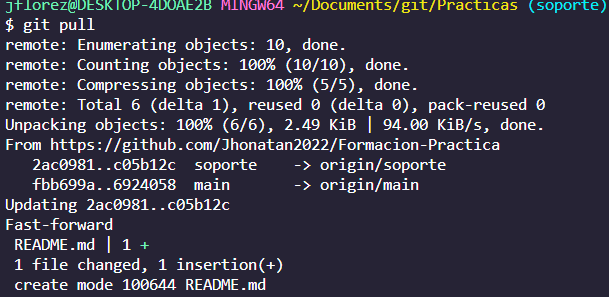 jflorez@DESKTOP-4DOAE2B MINGW64 ~/Documents/git/Practicas (soporte)
$ git pull
remote: Enumerating objects: 10, done.
remote: Counting objects: 100% (10/10), done.
remote: Compressing objects: 100% (5/5), done.
remote: Total 6 (delta 1), reused 0 (delta 0), pack-reused 0
Unpacking objects: 100% (6/6), 2.49 KiB | 94.00 KiB/s, done.
From https://github.com/Jhonatan2022/Formacion-Practica
   2ac0981..c05b12c  soporte    -> origin/soporte
   fbb699a..6924058  main       -> origin/main
Updating 2ac0981..c05b12c
Fast-forward
 README.md | 1 +
 1 file changed, 1 insertion(+)
 create mode 100644 README.md